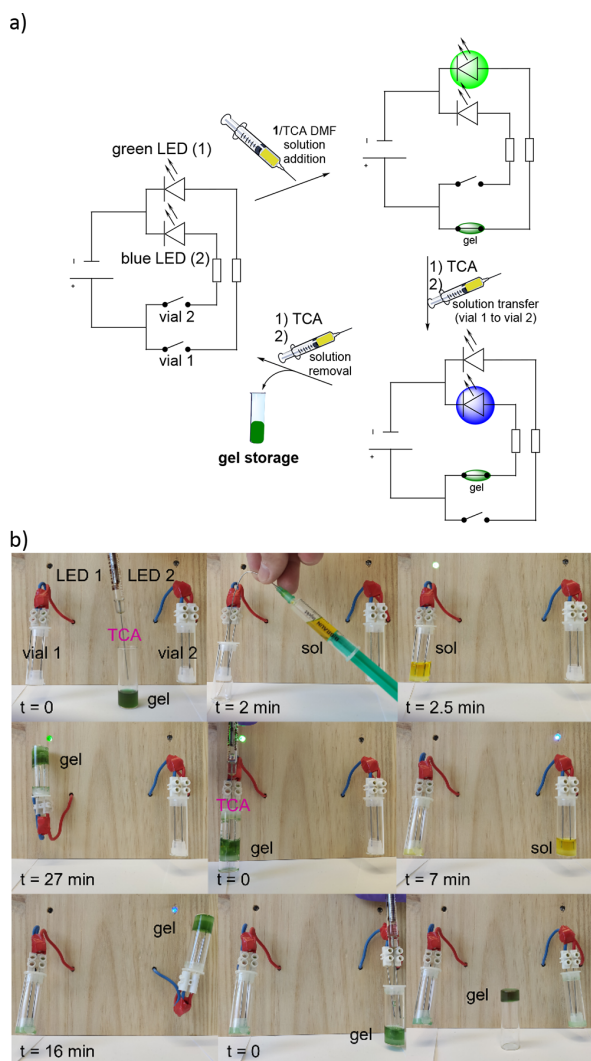 a)
1/TCA DMF
solution
addition
green LED (1)
blue LED (2)
-
+
vial 2
vial 1
-
+
gel
1) TCA
2)
solution transfer
(vial 1 to vial 2)
1) TCA
2)
solution
removal
gel storage
-
+
gel
b)
LED 1
LED 2
TCA
vial 1
vial 2
gel
t = 0
sol
t = 2 min
sol
t = 2.5 min
gel
t = 27 min
TCA
gel
t = 0
sol
t = 7 min
gel
t = 16 min
gel
t = 0
gel